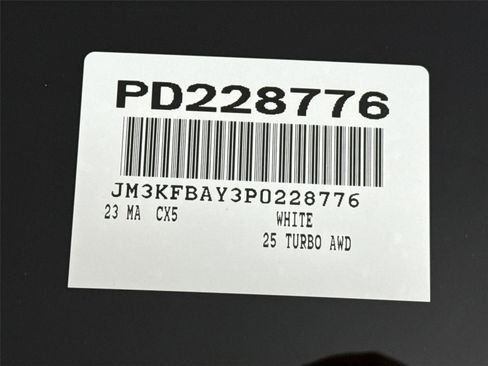 PD228776
JM3KFBAY3P0228776
23 MA CX5 WHITE
25 TURBO AWD